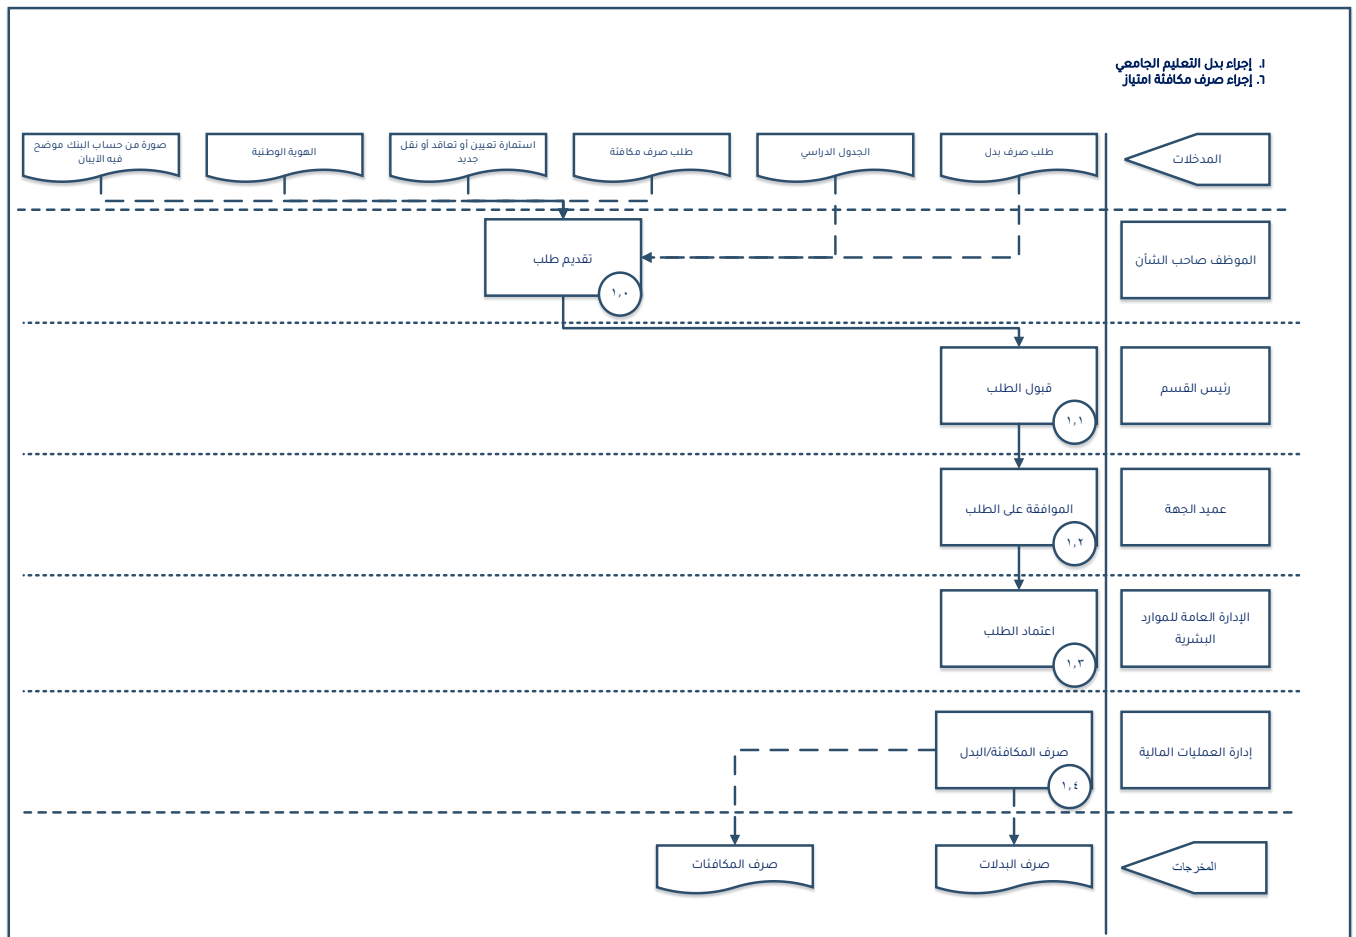 ١. إجراء بدل التعليم الجامعي
٦. إجراء صرف مكافئة امتياز
المدخلات
طلب صرف بدل
الجدول الدراسي
طلب صرف مكافئة
استمارة تعيين أو تعاقد أو نقل
جديد
الهوية الوطنية
صورة من حساب البنك موضح
فيه الآيبان
الموظف صاحب الشأن
تقديم طلب
١,٠
رئيس القسم
قبول الطلب
١,١
عميد الجهة
الموافقة على الطلب
١,٢
الإدارة العامة للموارد
البشرية
اعتماد الطلب
١,٣
إدارة العمليات المالية
صرف المكافئة/البدل
١,٤
المخرجات
صرف البدلات
صرف المكافئات